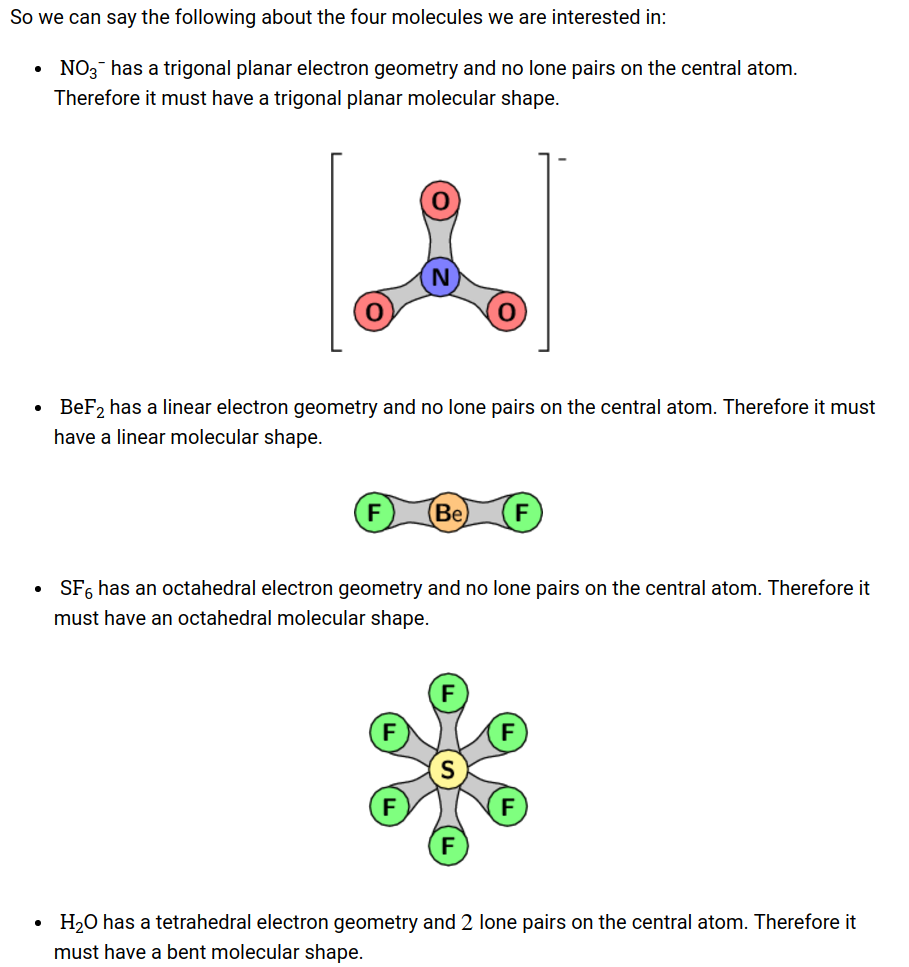 So we can say the following about the four molecules we are interested in:
• NO₃⁻ has a trigonal planar electron geometry and no lone pairs on the central atom.
Therefore it must have a trigonal planar molecular shape.
[ ]⁻
O
N
O O
• BeF₂ has a linear electron geometry and no lone pairs on the central atom. Therefore it must
have a linear molecular shape.
F Be F
• SF₆ has an octahedral electron geometry and no lone pairs on the central atom. Therefore it
must have an octahedral molecular shape.
F
F F
S
F F
F
• H₂O has a tetrahedral electron geometry and 2 lone pairs on the central atom. Therefore it
must have a bent molecular shape.